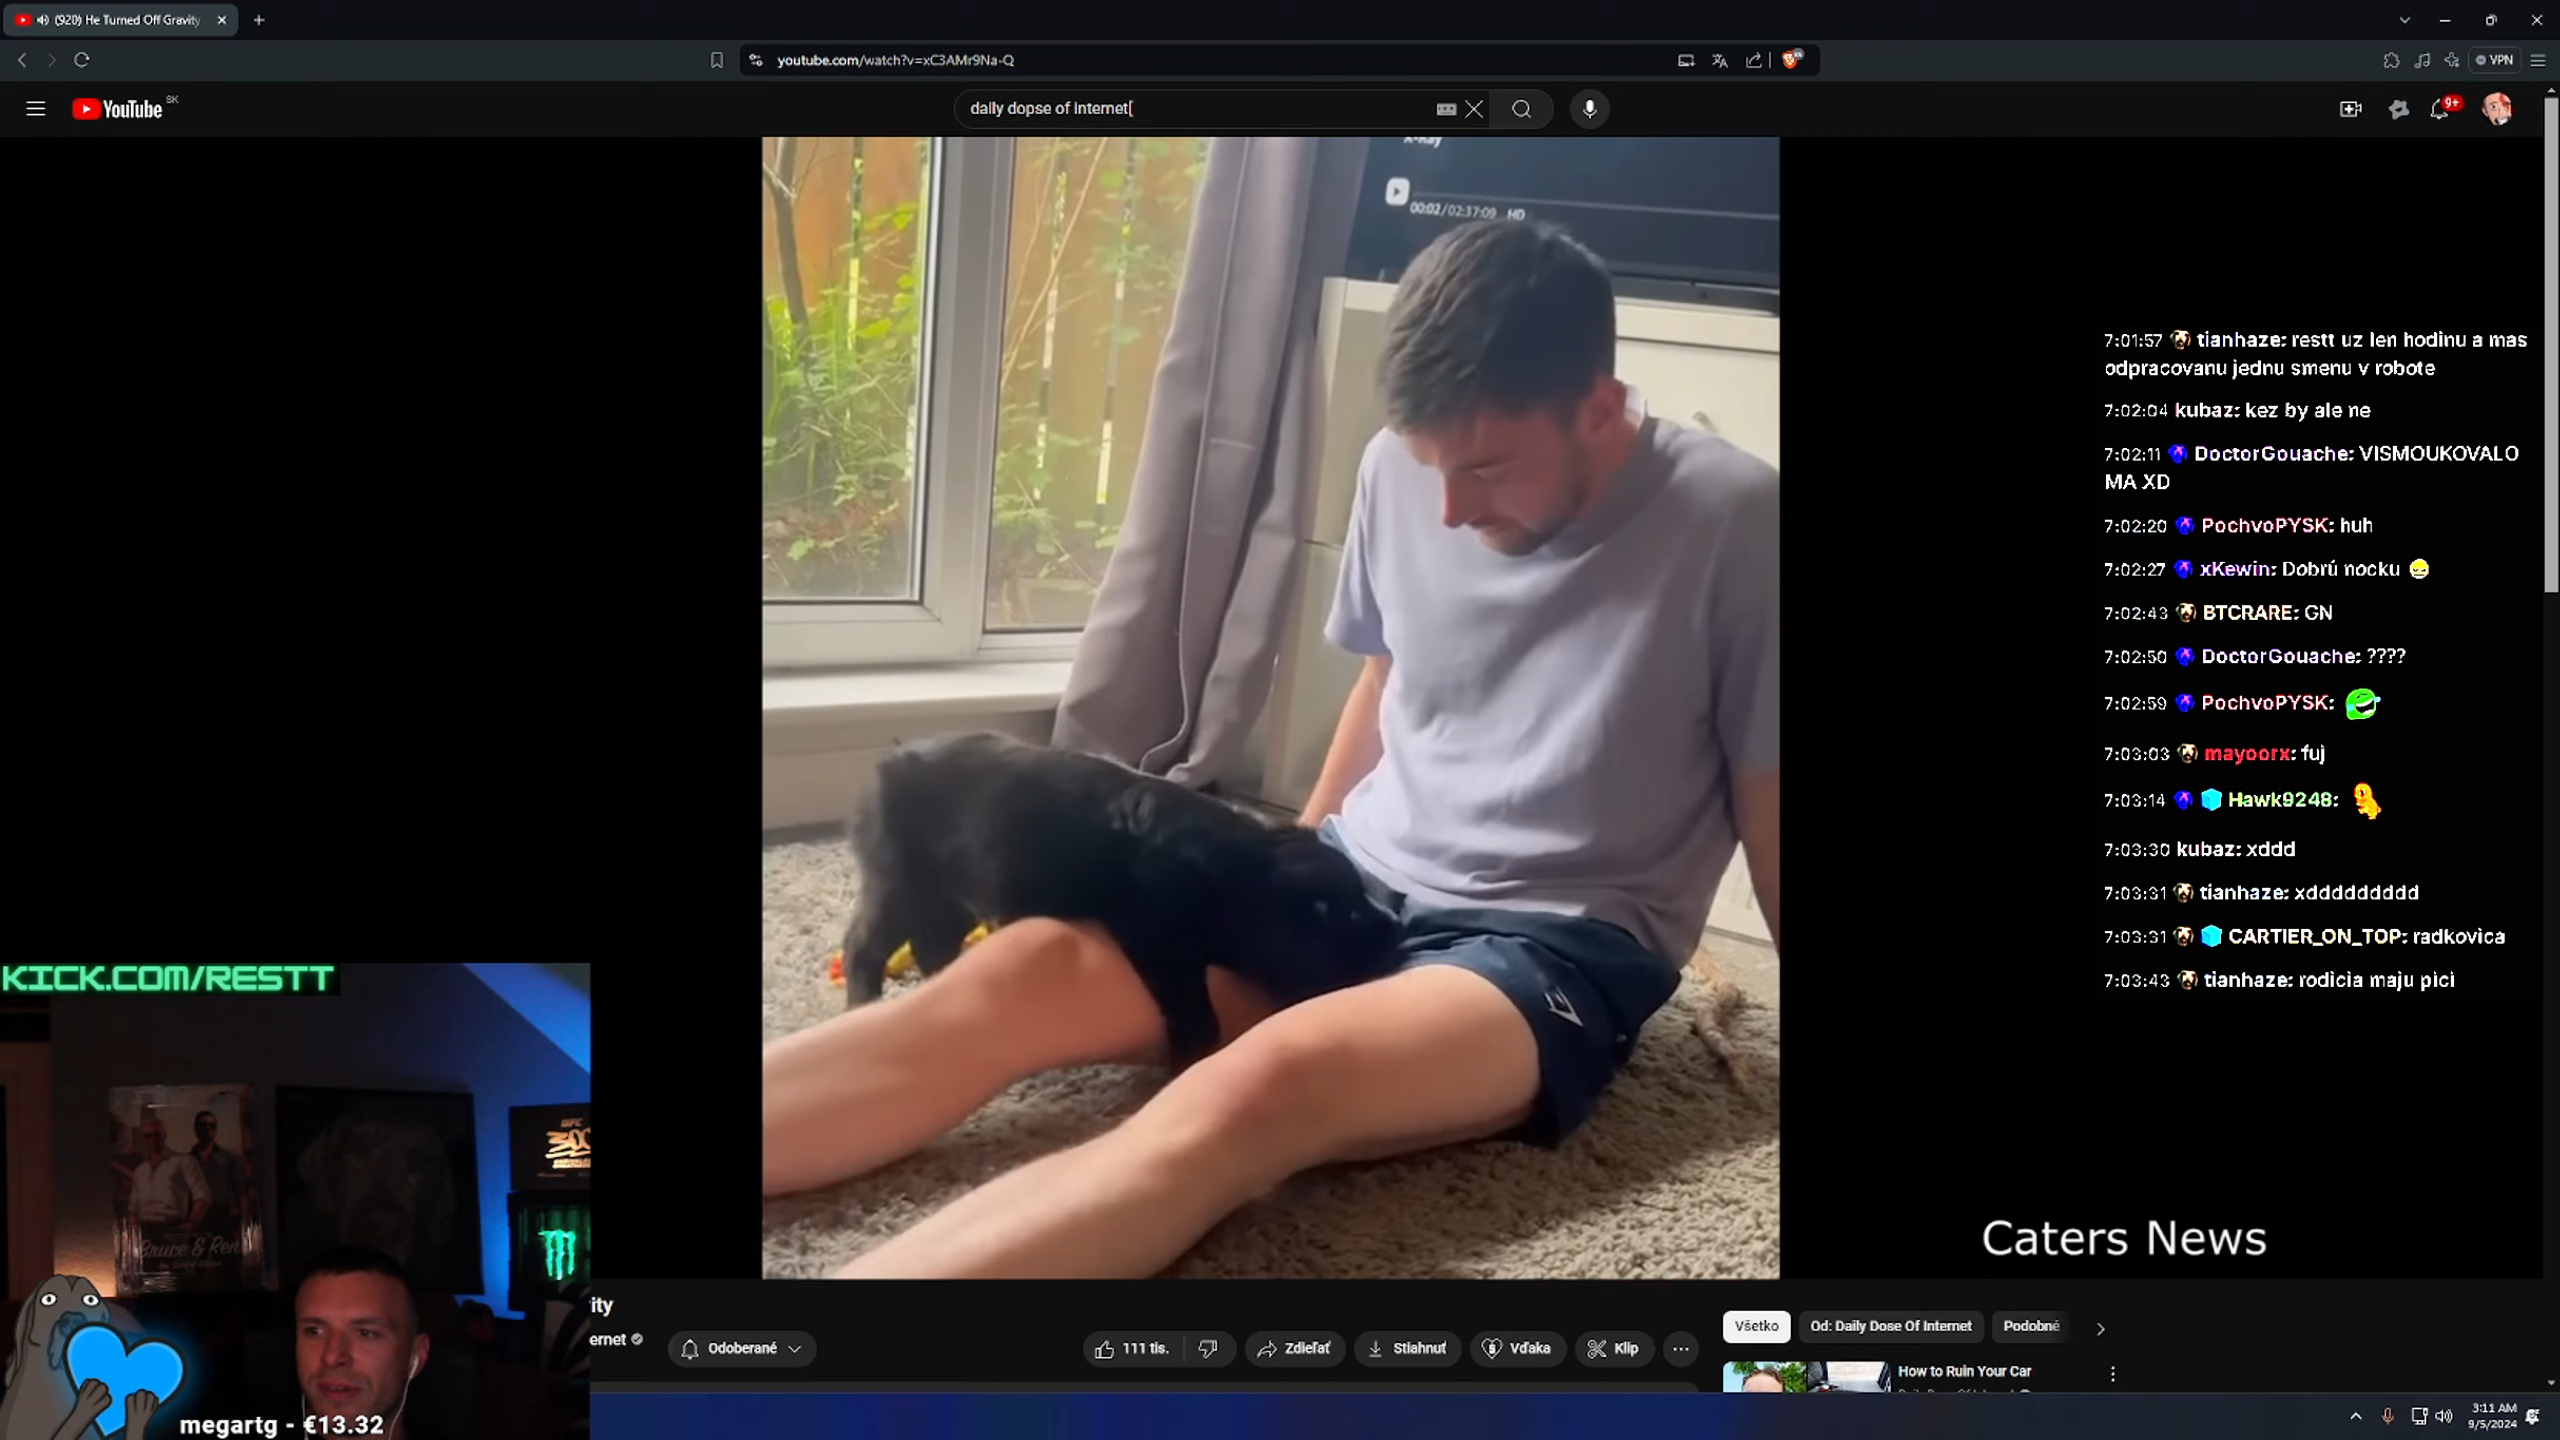 (920) He Turned Off Gravity
youtube.com/watch?v=xC3AMr9Na-Q
VPN
YouTube SK
daily dopse of internet[
9+
X-Ray
00:02/02:37:09 HD
7:01:57 tianhaze: restt uz len hodinu a mas
odpracovanu jednu smenu v robote
7:02:04 kubaz: kez by ale ne
7:02:11 DoctorGouache: VISMOUKOVALO
MA XD
7:02:20 PochvoPYSK: huh
7:02:27 xKewin: Dobrú nocku
7:02:43 BTCRARE: GN
7:02:50 DoctorGouache: ????
7:02:59 PochvoPYSK:
7:03:03 mayoorx: fuj
7:03:14 Hawk9248:
7:03:30 kubaz: xddd
7:03:31 tianhaze: xddddddddd
7:03:31 CARTIER_ON_TOP: radkovica
7:03:43 tianhaze: rodicia maju pici
KICK.COM/RESTT
UFC
300
Bruce & Ren
Caters News
megartg - €13.32
ity
ernet
Odoberané
111 tis.
Zdieľať
Stiahnuť
Vďaka
Klip
Všetko
Od: Daily Dose Of Internet
Podobné
How to Ruin Your Car
3:11 AM
9/5/2024